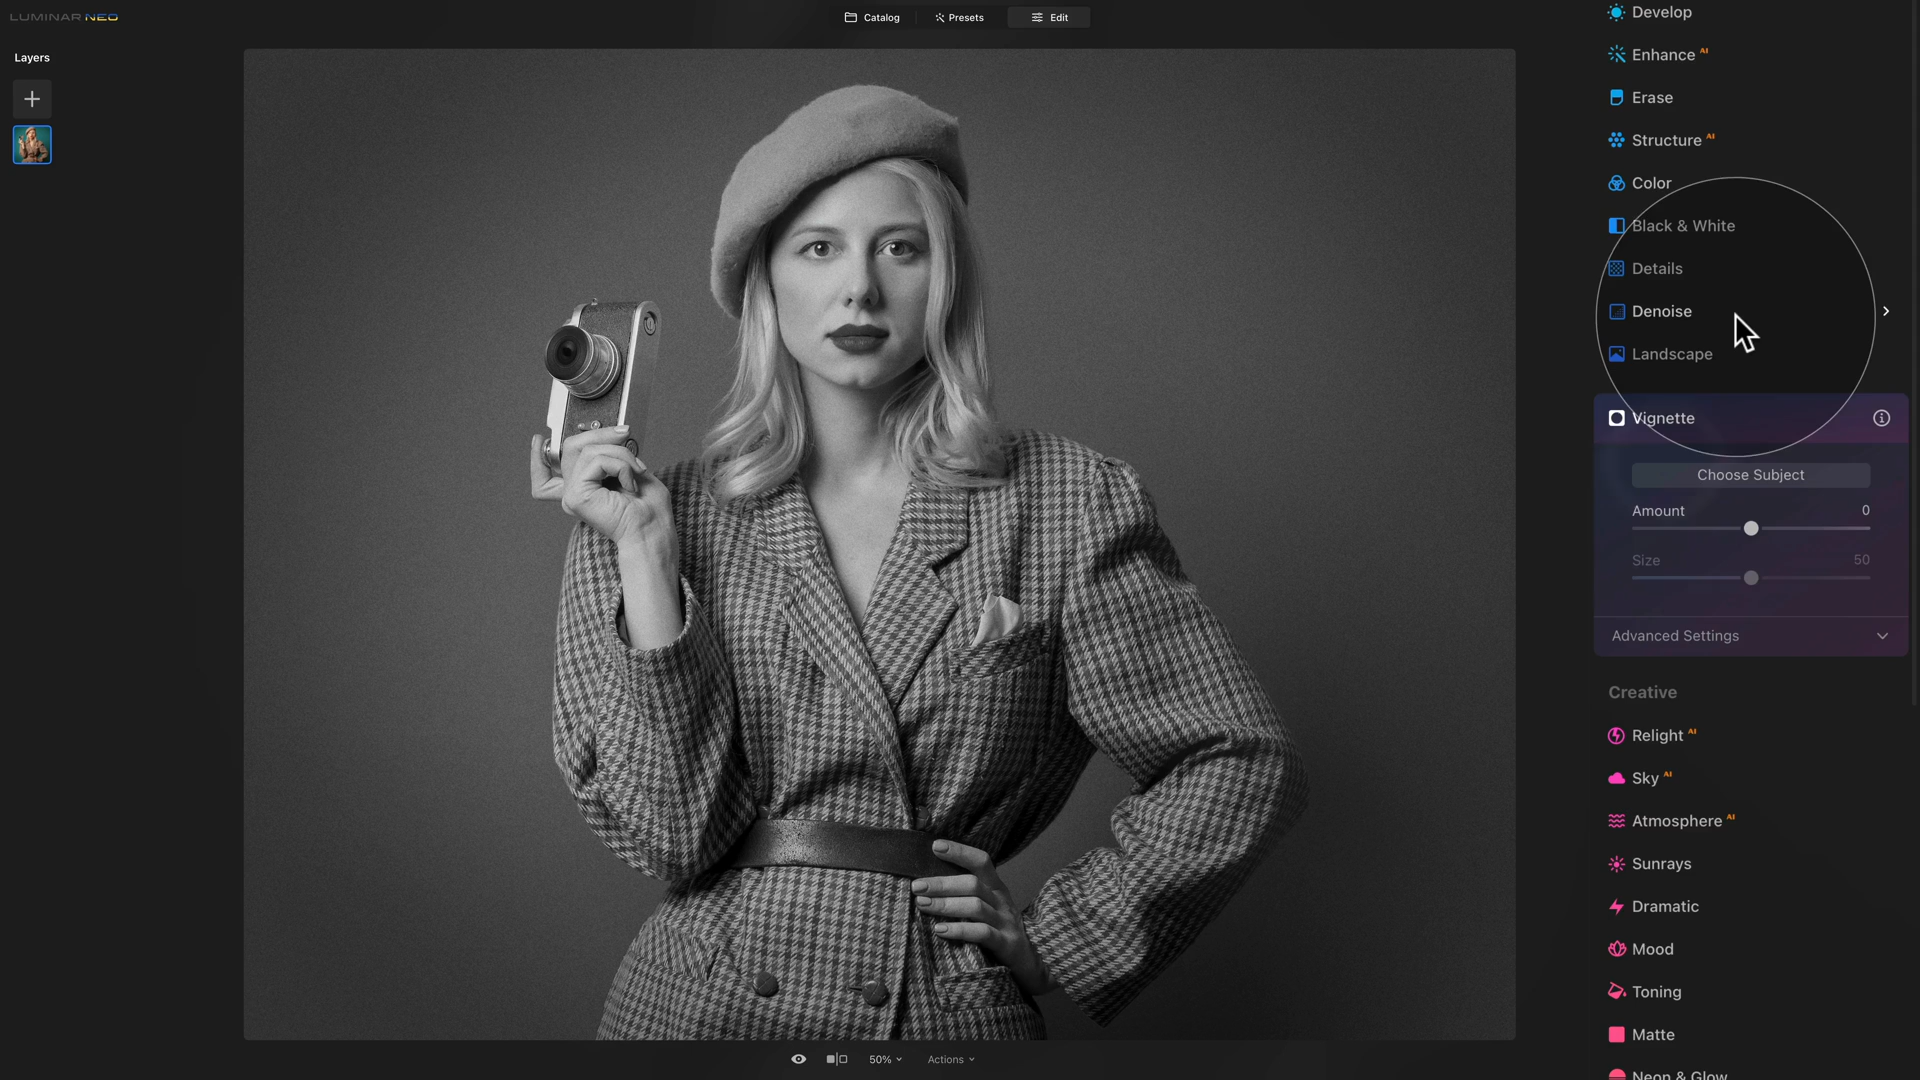 LUMINAR NEO
Catalog
Presets
Edit
Layers
Develop
Enhance AI
Erase
Structure AI
Color
Black & White
Details
Denoise
Landscape
Vignette
Choose Subject
Amount 0
Size 50
Advanced Settings
Creative
Relight AI
Sky AI
Atmosphere AI
Sunrays
Dramatic
Mood
Toning
Matte
Neon & Glow
50%
Actions